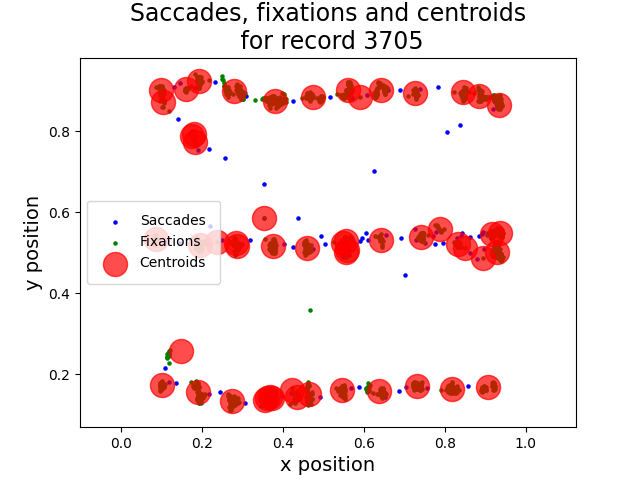 Saccades, fixations and centroids
for record 3705
y position
0.8
0.6
0.4
0.2
Saccades
Fixations
Centroids
0.0 0.2 0.4 0.6 0.8 1.0
x position